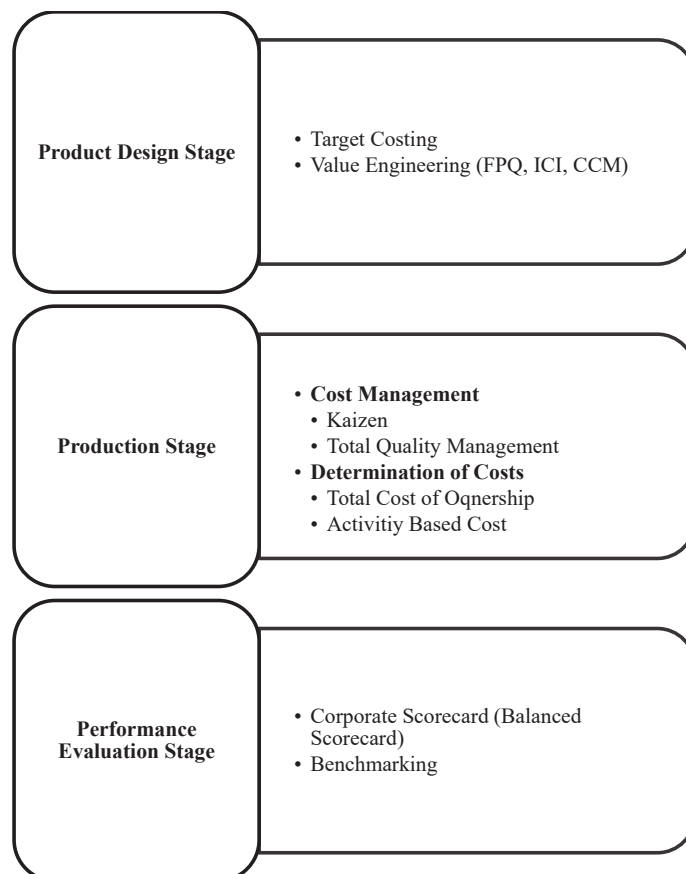 Product Design Stage
• Target Costing
• Value Engineering (FPQ, ICI, CCM)
Production Stage
• Cost Management
• Kaizen
• Total Quality Management
• Determination of Costs
• Total Cost of Oqnership
• Activitiy Based Cost
Performance
Evaluation Stage
• Corporate Scorecard (Balanced
Scorecard)
• Benchmarking